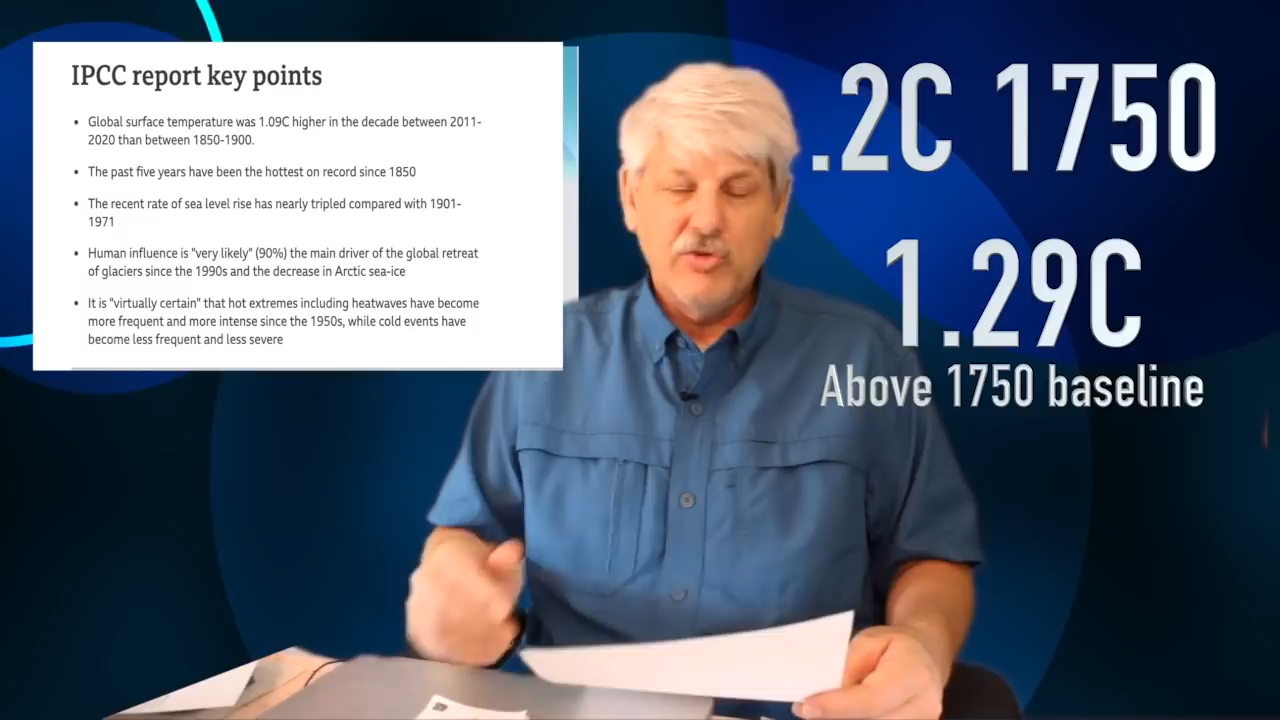 IPCC report key points
• Global surface temperature was 1.09C higher in the decade between 2011-
2020 than between 1850-1900.
• The past five years have been the hottest on record since 1850
• The recent rate of sea level rise has nearly tripled compared with 1901-
1971
• Human influence is "very likely" (90%) the main driver of the global retreat
of glaciers since the 1990s and the decrease in Arctic sea-ice
• It is "virtually certain" that hot extremes including heatwaves have become
more frequent and more intense since the 1950s, while cold events have
become less frequent and less severe
.2C 1750
1.29C
Above 1750 baseline